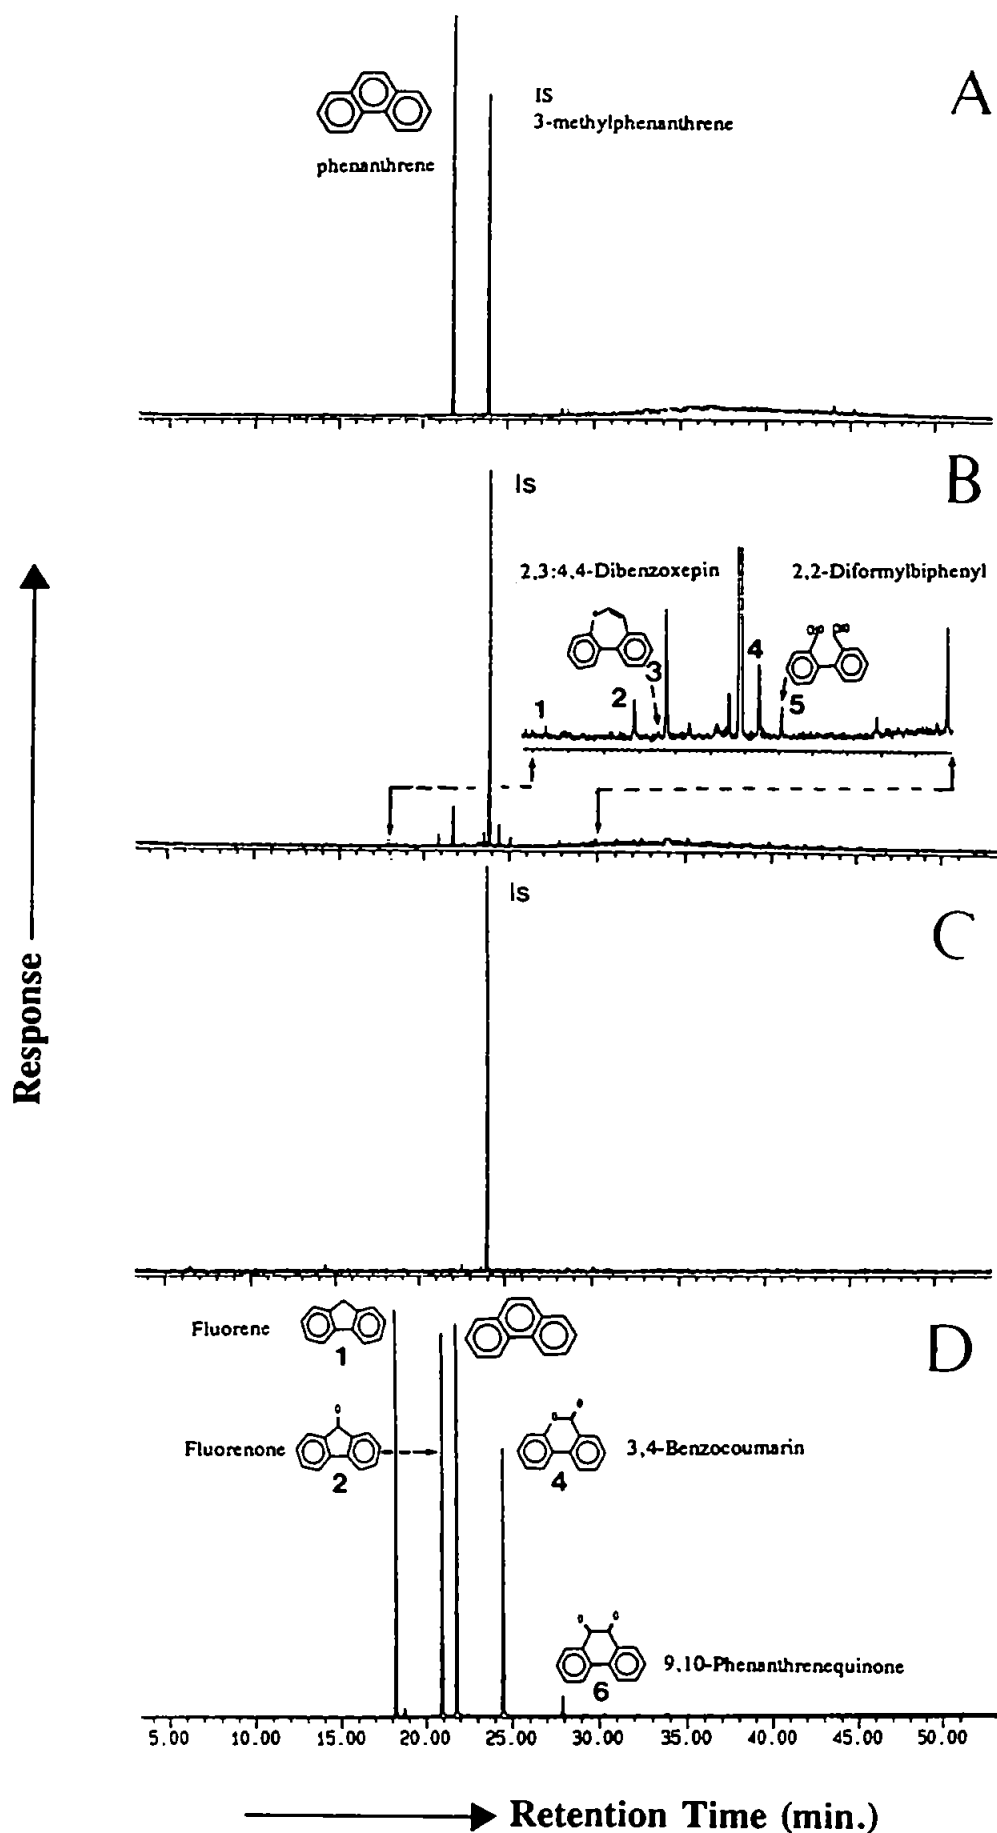 A
IS
3-methylphenanthrene
phenanthrene
B
Is
2,3:4,4-Dibenzoxepin
2,2-Diformylbiphenyl
1
2
3
4
5
C
Is
D
Fluorene
1
Fluorenone
2
4
3,4-Benzocoumarin
6
9,10-Phenanthrenequinone
5.00 10.00 15.00 20.00 25.00 30.00 35.00 40.00 45.00 50.00
Response
Retention Time (min.)